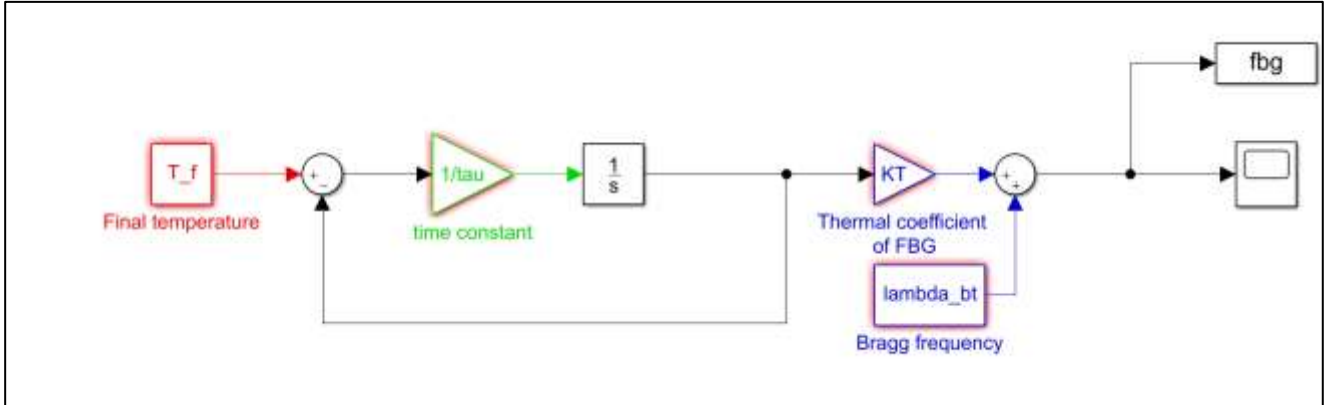 fbg
T_f
Final temperature
+
-
1/tau
time constant
1
s
KT
Thermal coefficient
of FBG
+
+
lambda_bt
Bragg frequency